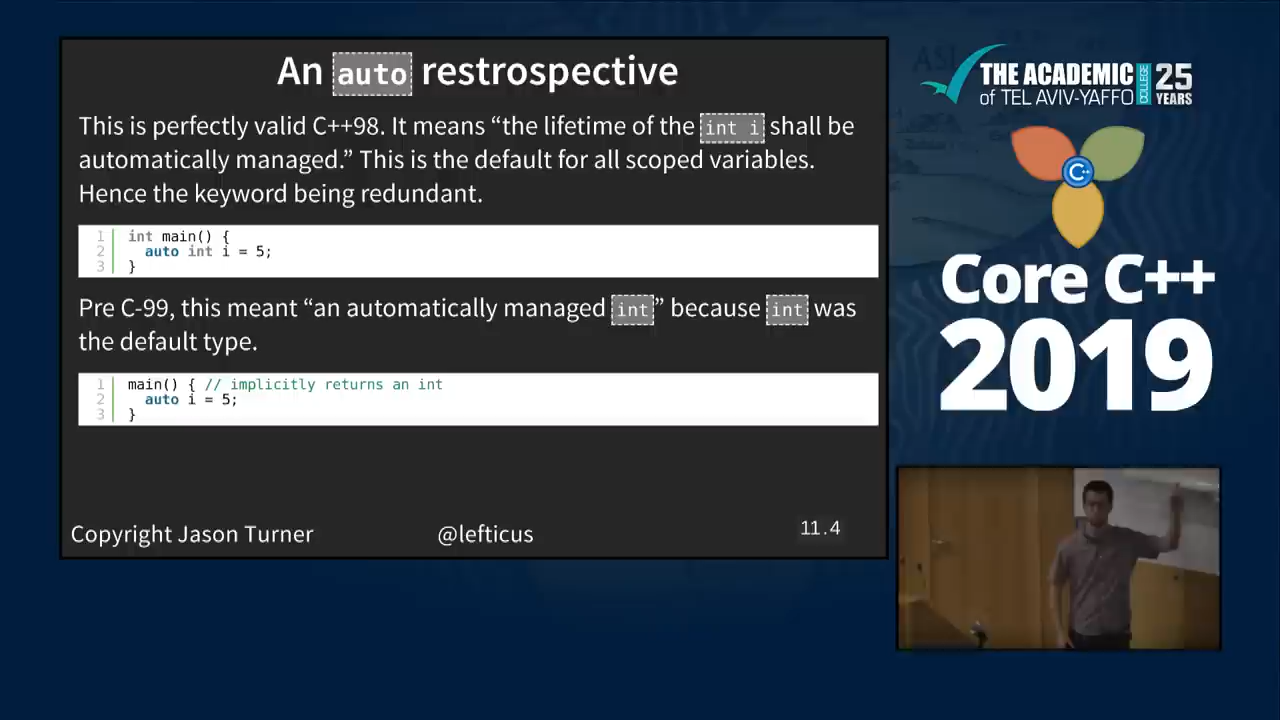 An auto restrospective
This is perfectly valid C++98. It means “the lifetime of the int i shall be
automatically managed.” This is the default for all scoped variables.
Hence the keyword being redundant.
1 int main() {
2 auto int i = 5;
3 }
Pre C-99, this meant “an automatically managed int” because int was
the default type.
1 main() { // implicitly returns an int
2 auto i = 5;
3 }
Copyright Jason Turner
@lefticus
11.4
THE ACADEMIC
of TEL AVIV-YAFFO
COLLEGE
25
YEARS
C++
Core C++
2019